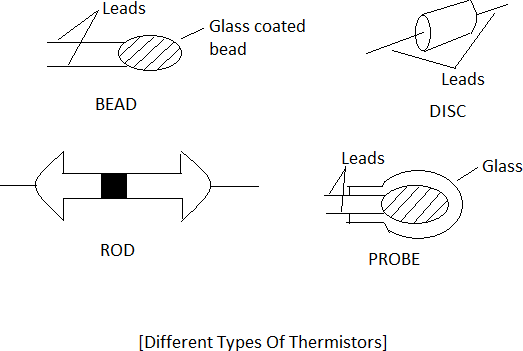 Leads
Glass coated
bead
BEAD
Leads
DISC
ROD
Leads
Glass
PROBE
[Different Types Of Thermistors]